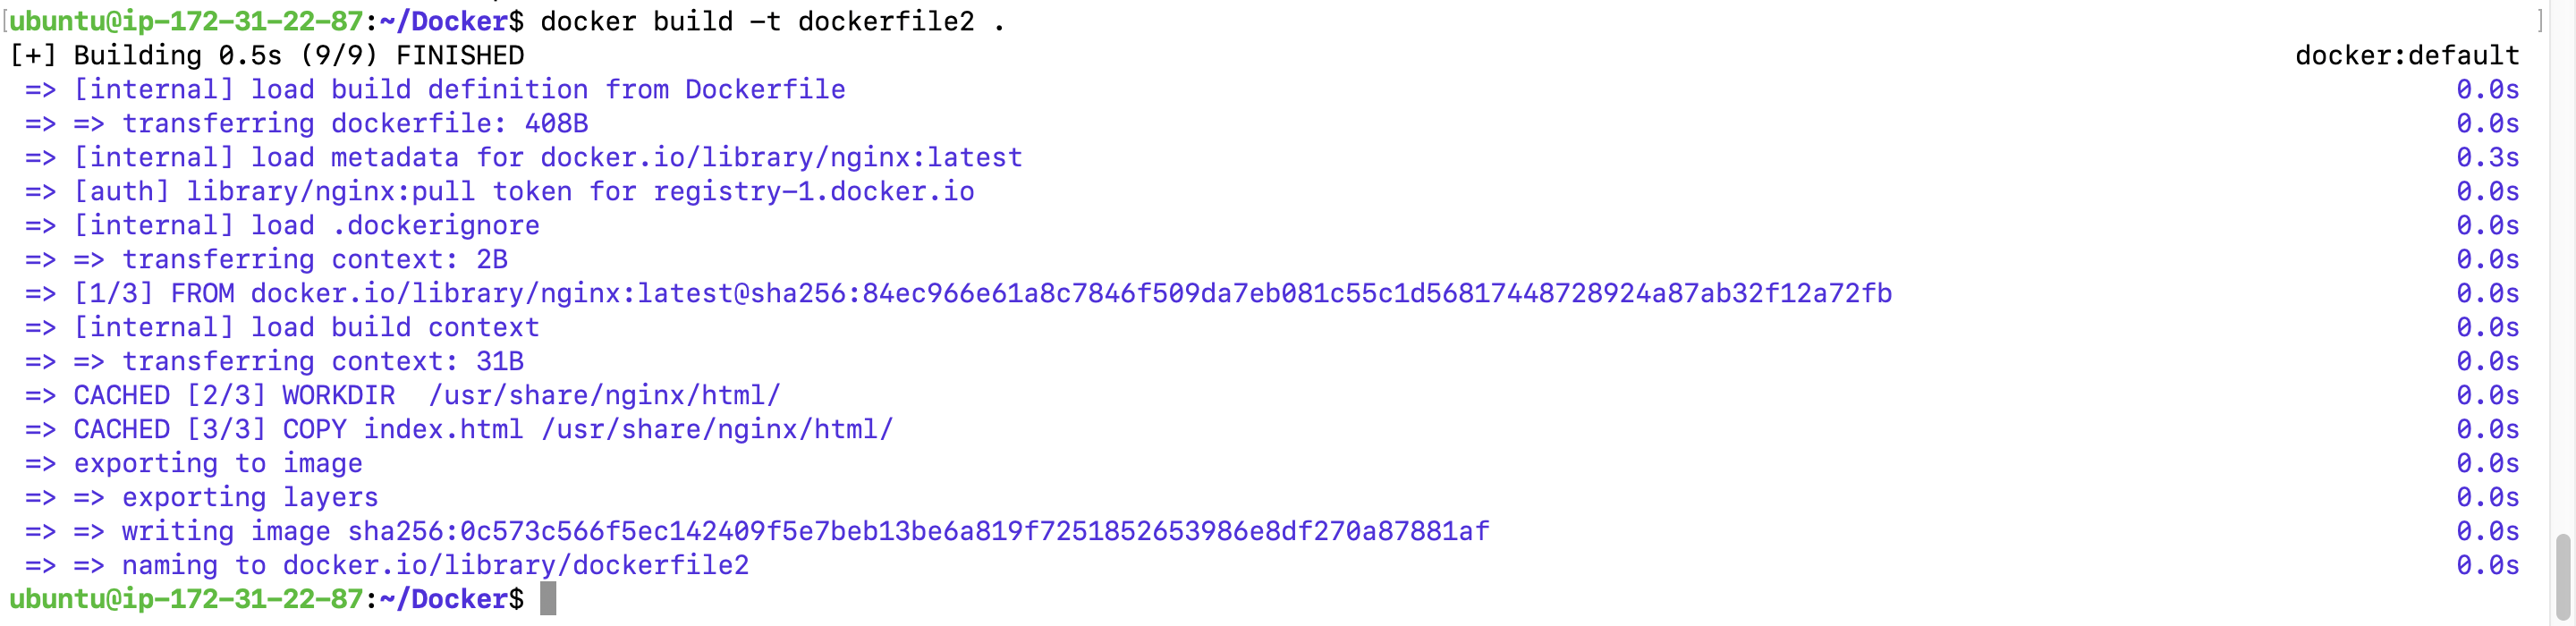 [ubuntu@ip-172-31-22-87:~/Docker$ docker build -t dockerfile2 . ]
[+] Building 0.5s (9/9) FINISHED docker:default
=> [internal] load build definition from Dockerfile 0.0s
=> => transferring dockerfile: 408B 0.0s
=> [internal] load metadata for docker.io/library/nginx:latest 0.3s
=> [auth] library/nginx:pull token for registry-1.docker.io 0.0s
=> [internal] load .dockerignore 0.0s
=> => transferring context: 2B 0.0s
=> [1/3] FROM docker.io/library/nginx:latest@sha256:84ec966e61a8c7846f509da7eb081c55c1d56817448728924a87ab32f12a72fb 0.0s
=> [internal] load build context 0.0s
=> => transferring context: 31B 0.0s
=> CACHED [2/3] WORKDIR  /usr/share/nginx/html/ 0.0s
=> CACHED [3/3] COPY index.html /usr/share/nginx/html/ 0.0s
=> exporting to image 0.0s
=> => exporting layers 0.0s
=> => writing image sha256:0c573c566f5ec142409f5e7beb13be6a819f7251852653986e8df270a87881af 0.0s
=> => naming to docker.io/library/dockerfile2 0.0s
ubuntu@ip-172-31-22-87:~/Docker$